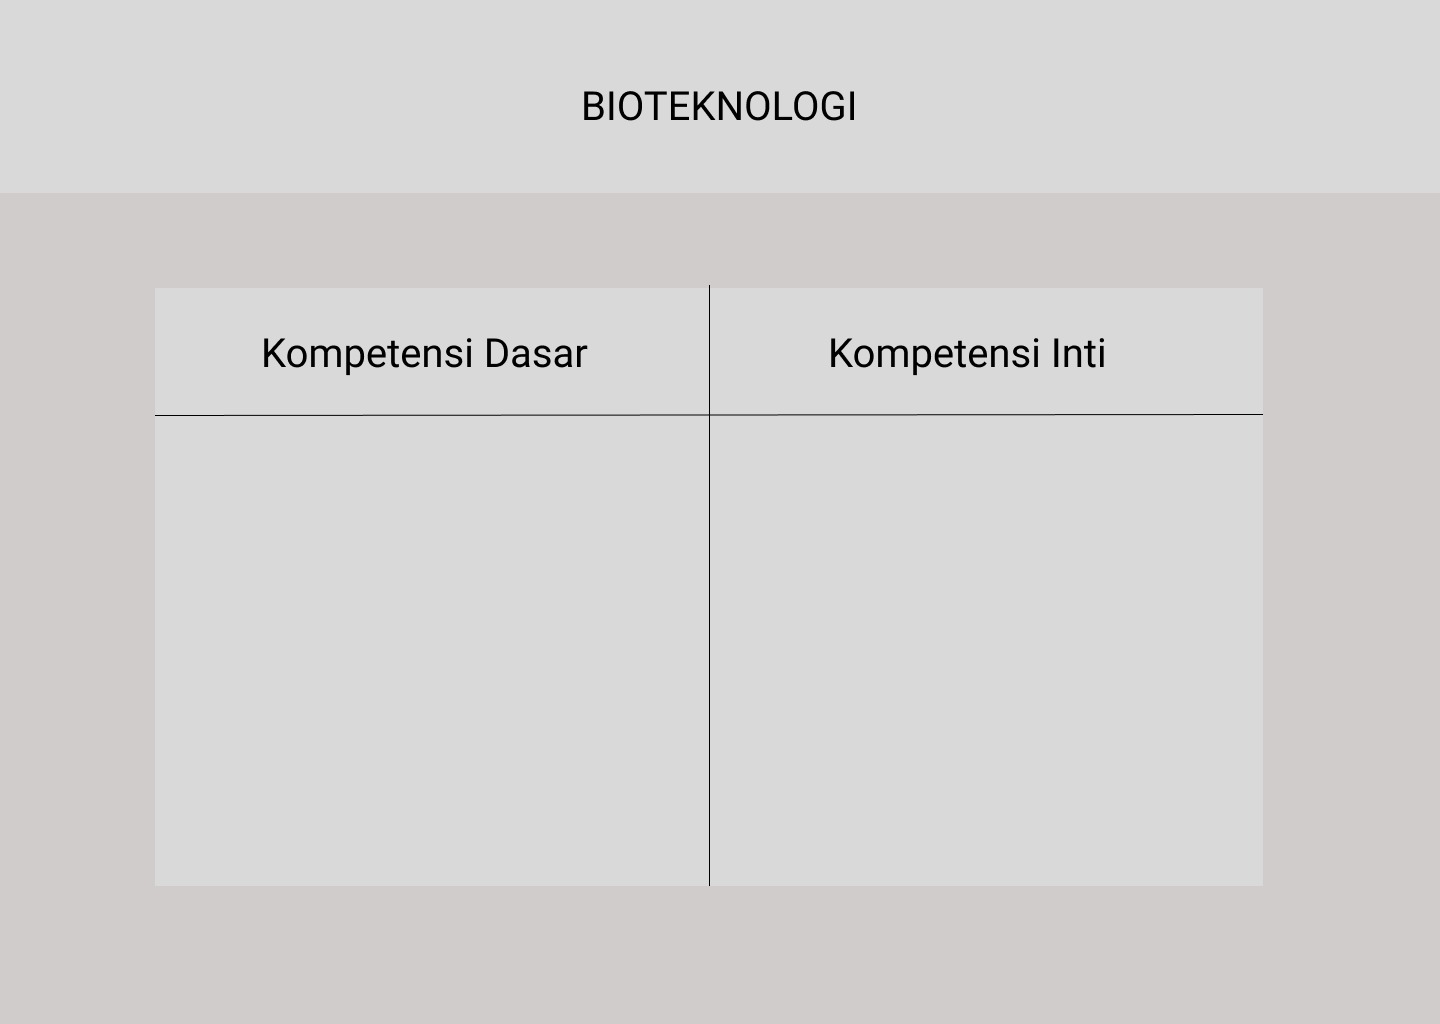 BIOTEKNOLOGI
Kompetensi Dasar
Kompetensi Inti